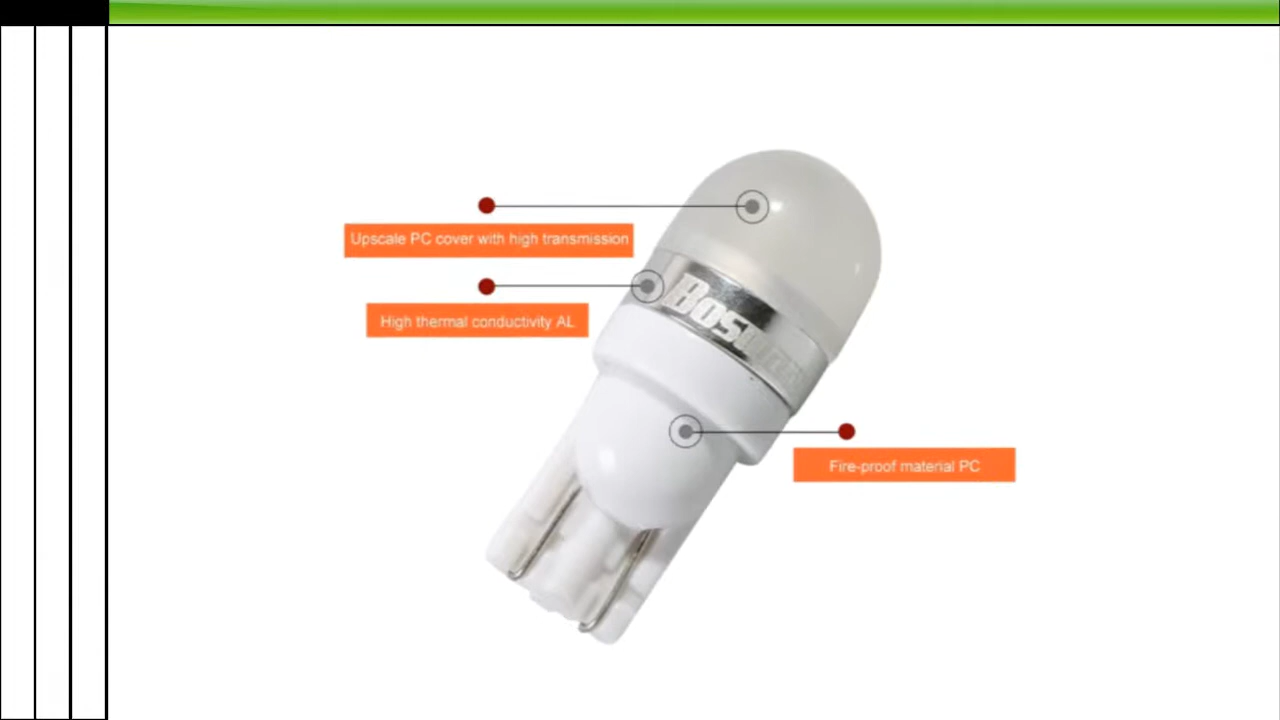 Upscale PC cover with high transmission
High thermal conductivity AL
Fire-proof material PC